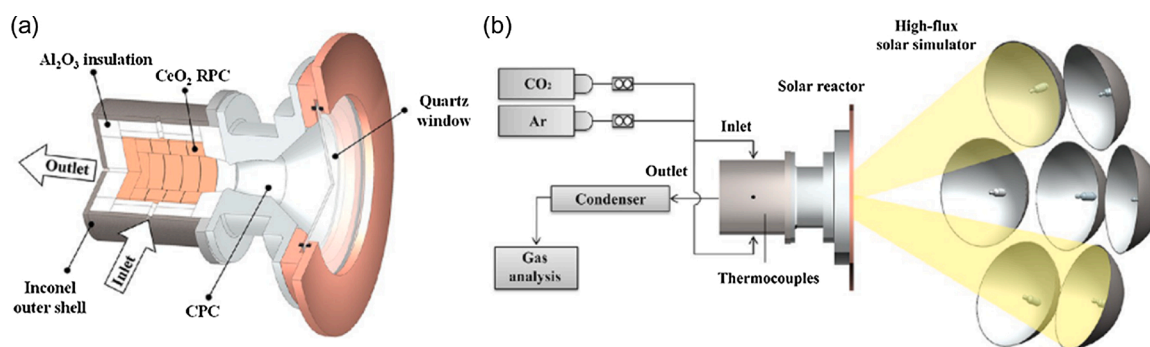 (a)
Al₂O₃ insulation
CeO₂ RPC
Quartz
window
Outlet
Inlet
Inconel
outer shell
CPC
(b)
High-flux
solar simulator
CO₂
Solar reactor
Ar
Inlet
Outlet
Condenser
Gas
analysis
Thermocouples